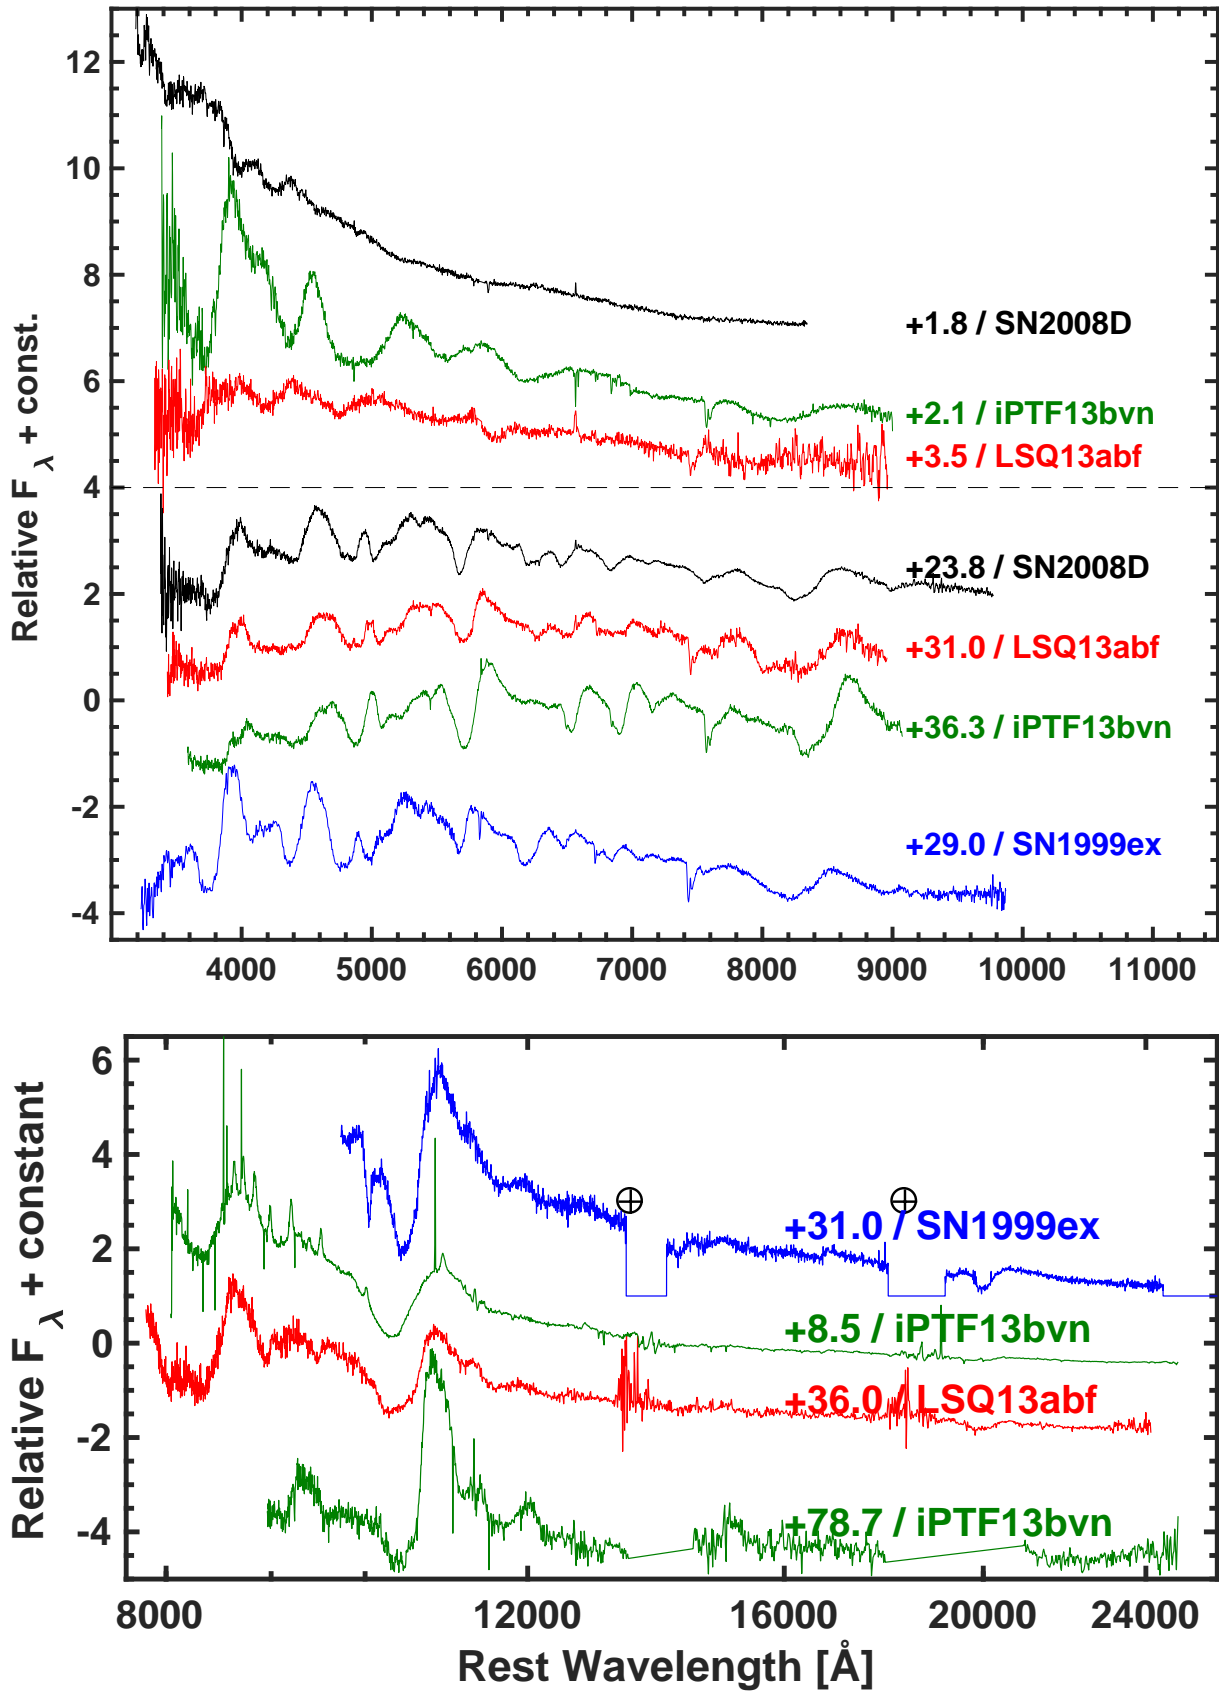 12
10
8
6
4
2
0
-2
-4
Relative F λ + const.
+1.8 / SN2008D
+2.1 / iPTF13bvn
+3.5 / LSQ13abf
+23.8 / SN2008D
+31.0 / LSQ13abf
+36.3 / iPTF13bvn
+29.0 / SN1999ex
4000 5000 6000 7000 8000 9000 10000 11000
6
4
2
0
-2
-4
Relative F λ + constant
+31.0 / SN1999ex
+8.5 / iPTF13bvn
+36.0 / LSQ13abf
+78.7 / iPTF13bvn
8000 12000 16000 20000 24000
Rest Wavelength [Å]